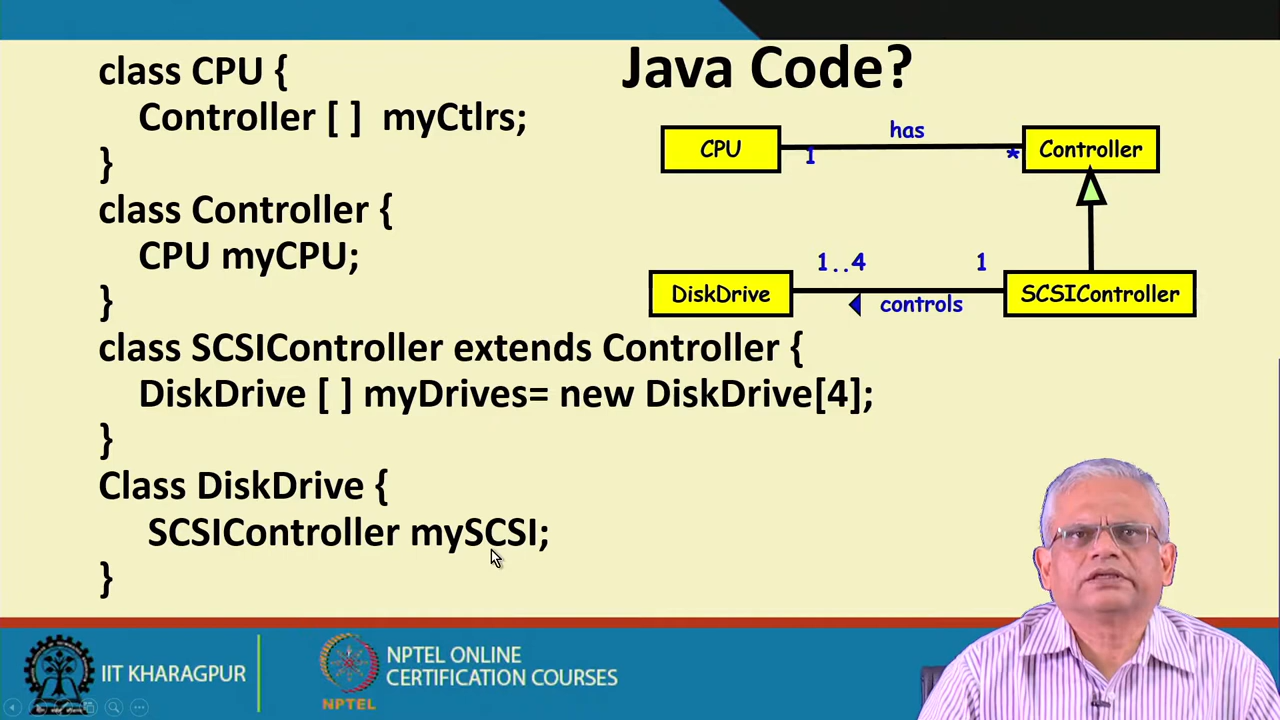 Java Code?
class CPU {
Controller [ ] myCtlrs;
}
class Controller {
CPU myCPU;
}
class SCSIController extends Controller {
DiskDrive [ ] myDrives= new DiskDrive[4];
}
Class DiskDrive {
SCSIController mySCSI;
}
CPU
1
has
*
Controller
DiskDrive
1..4
controls
1
SCSIController
IIT KHARAGPUR
NPTEL
NPTEL ONLINE
CERTIFICATION COURSES